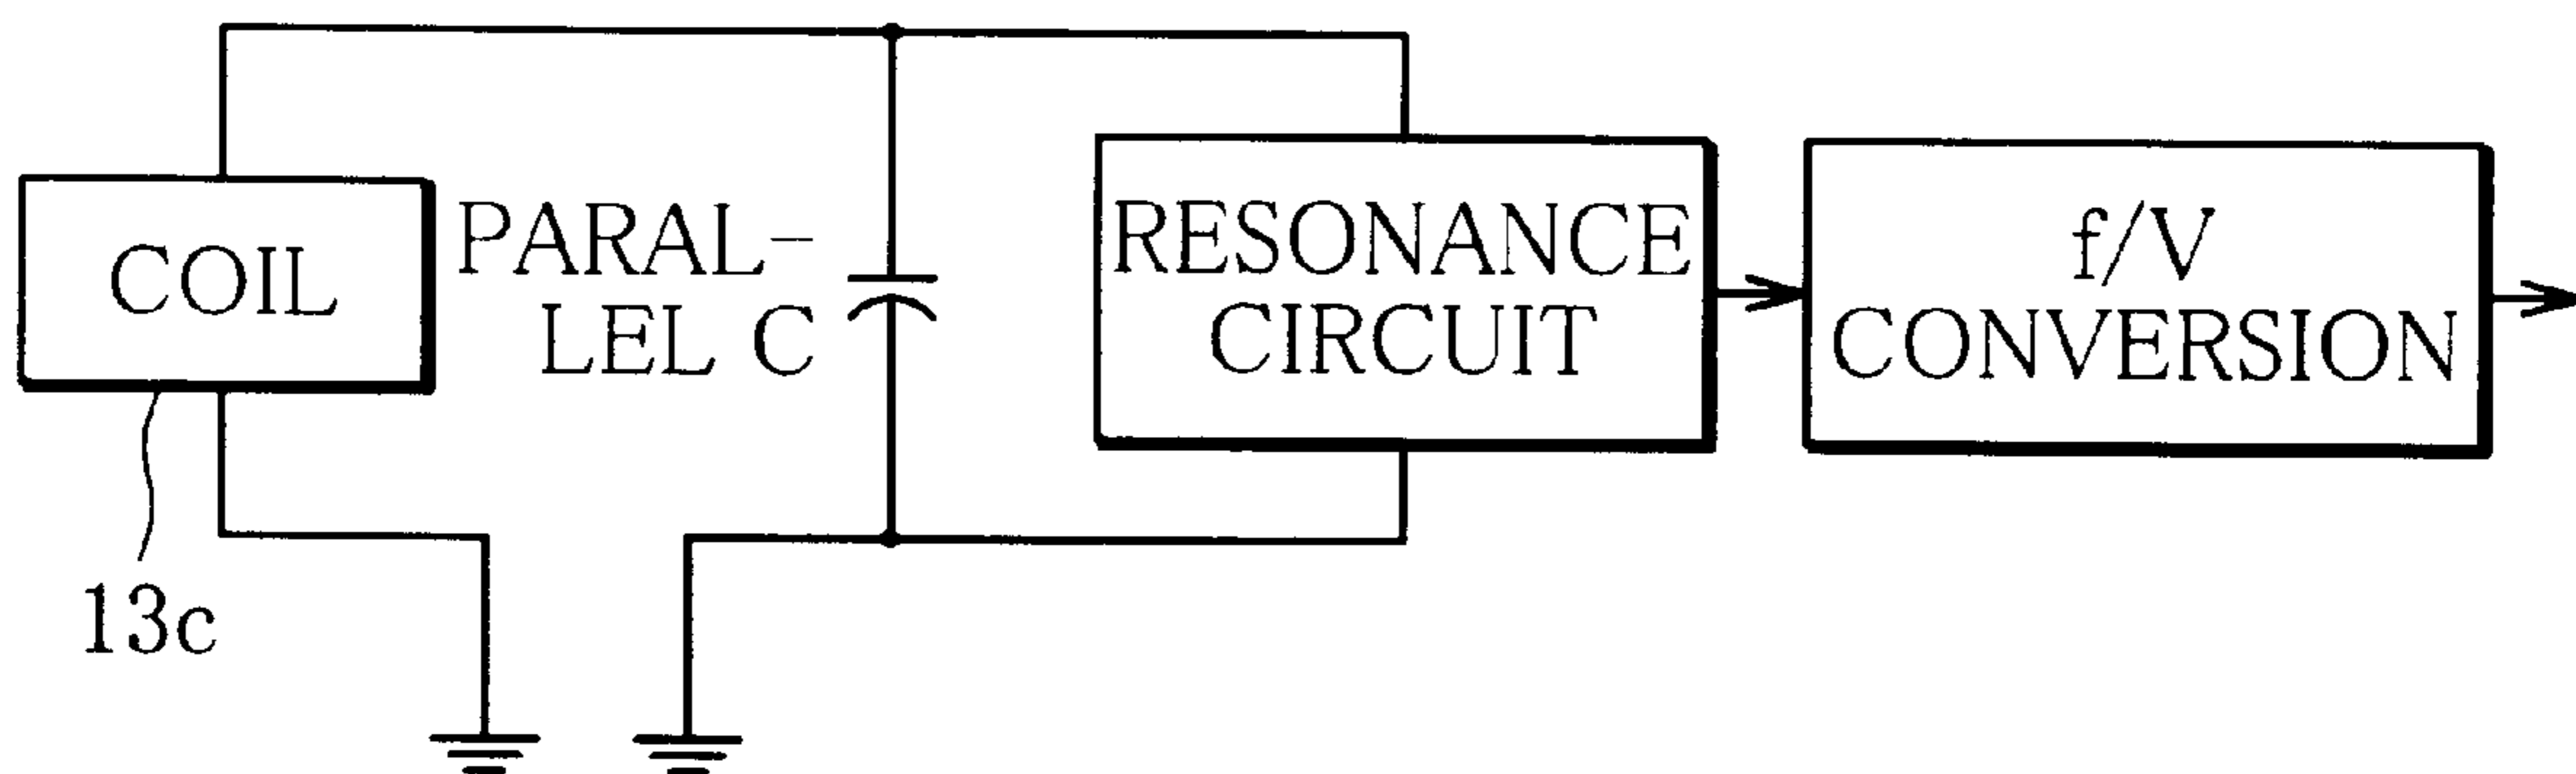 COIL
13c
PARAL-
LEL C
RESONANCE
CIRCUIT
f/V
CONVERSION